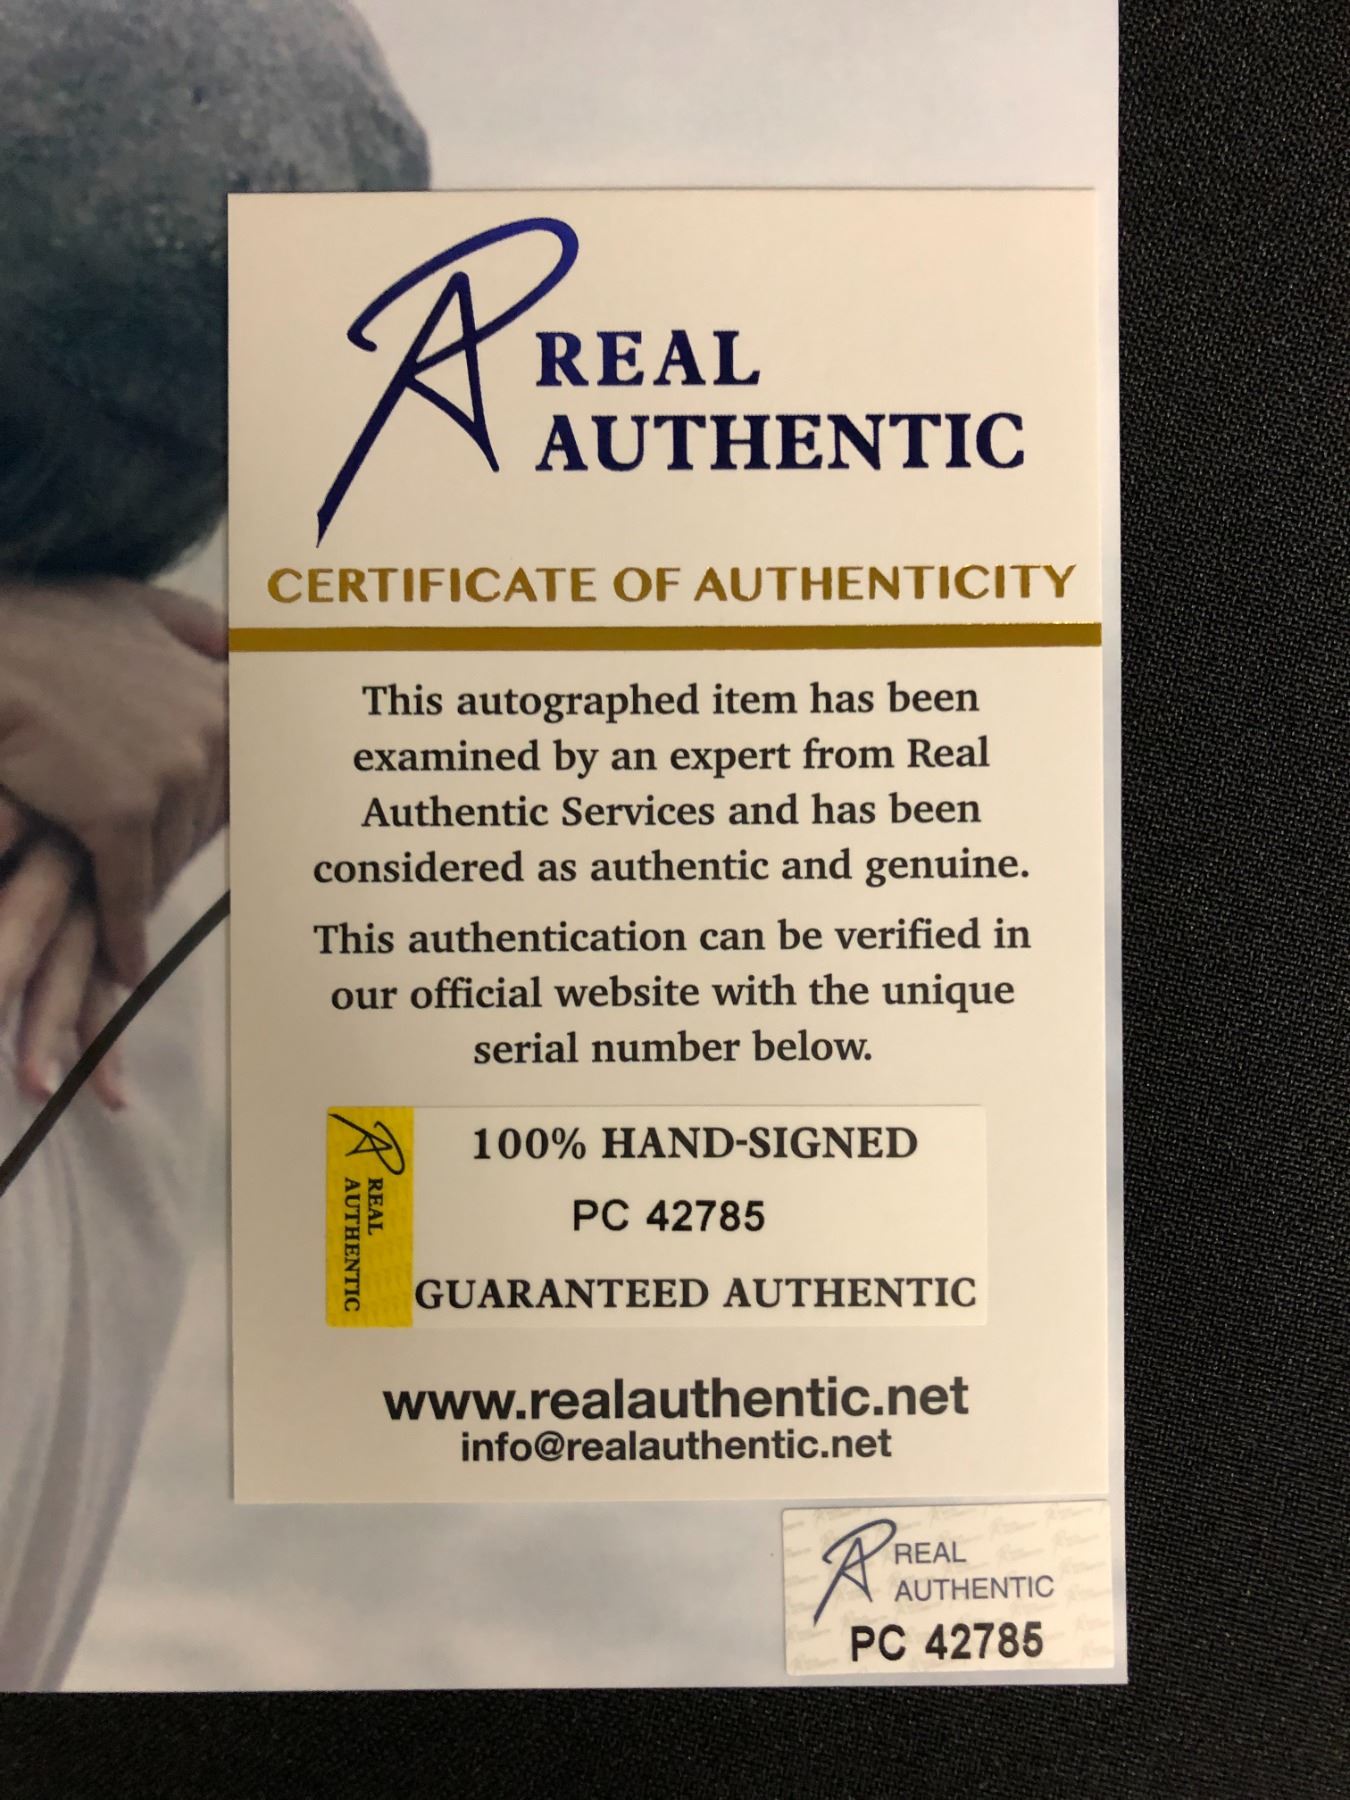 REAL
AUTHENTIC
CERTIFICATE OF AUTHENTICITY
This autographed item has been
examined by an expert from Real
Authentic Services and has been
considered as authentic and genuine.
This authentication can be verified in
our official website with the unique
serial number below.
REAL
AUTHENTIC
100% HAND-SIGNED
PC 42785
GUARANTEED AUTHENTIC
www.realauthentic.net
info@realauthentic.net
REAL
AUTHENTIC
PC 42785